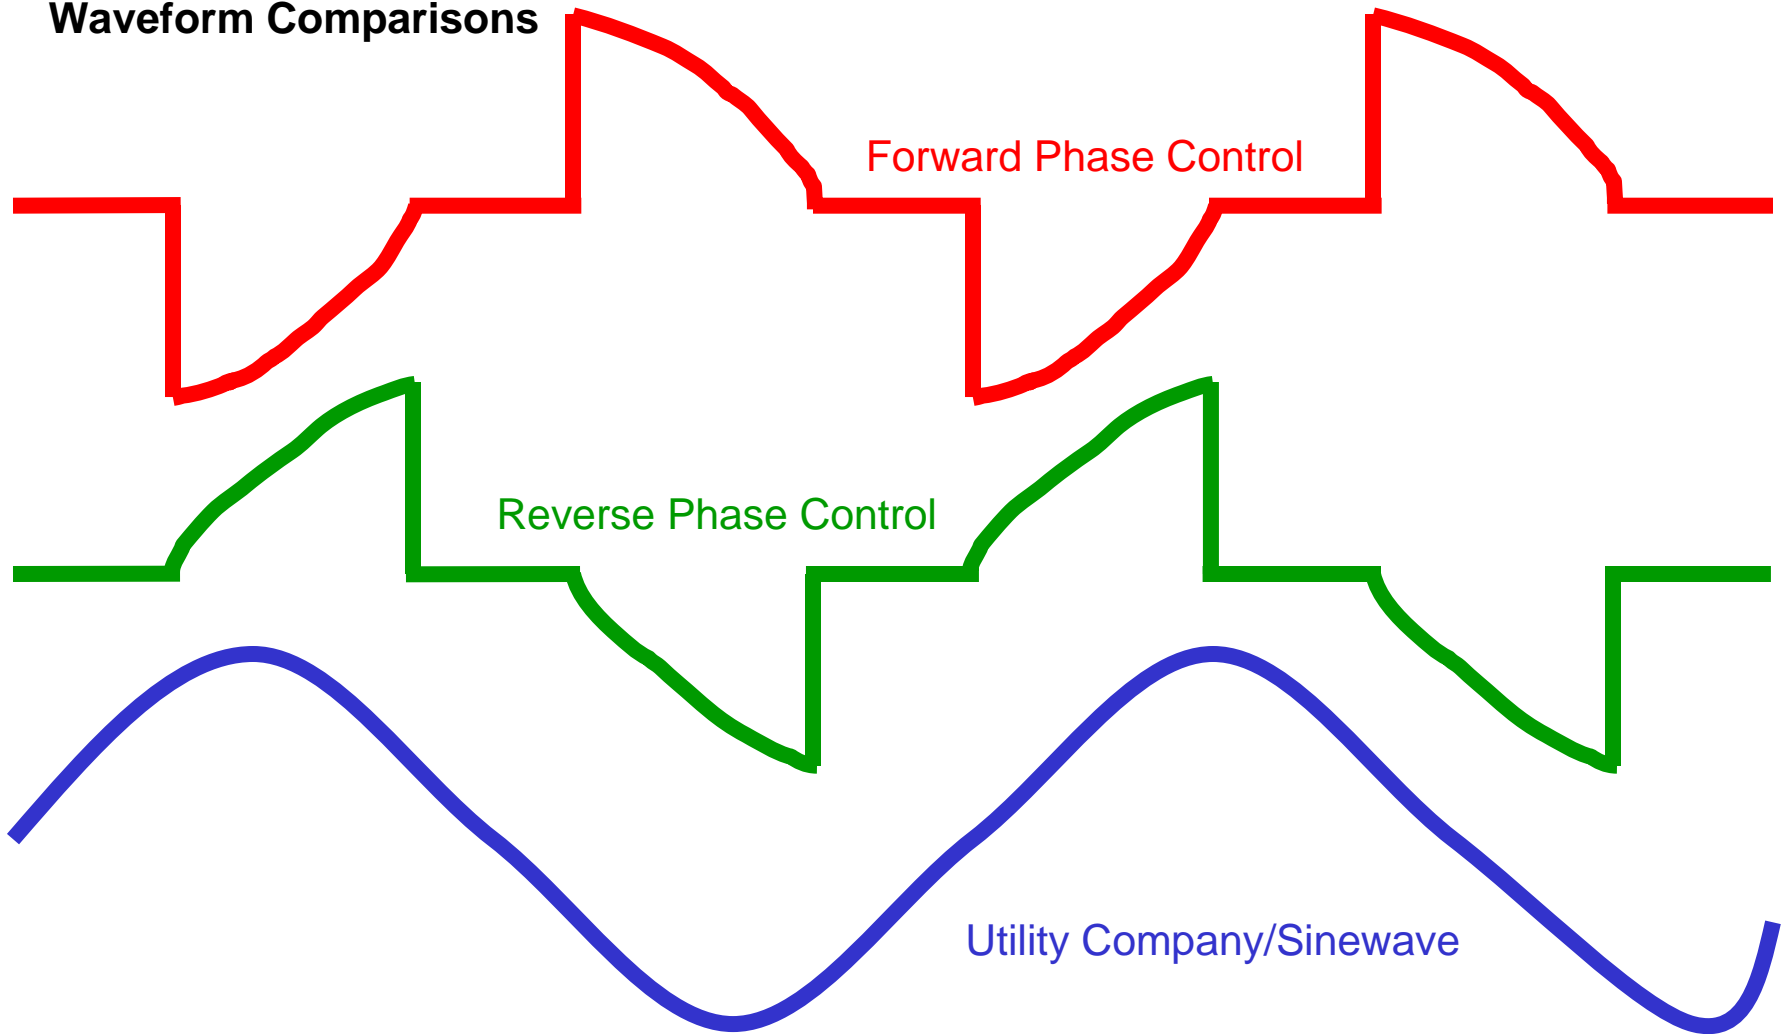 Waveform Comparisons
Forward Phase Control
Reverse Phase Control
Utility Company/Sinewave